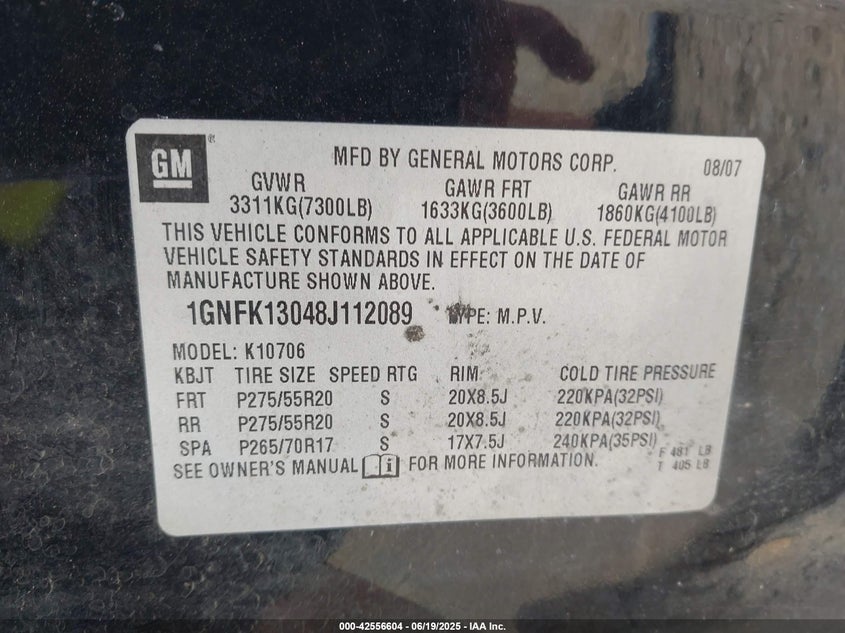 GM®
MFD BY GENERAL MOTORS CORP. 08/07
GVWR GAWR FRT GAWR RR
3311KG(7300LB) 1633KG(3600LB) 1860KG(4100LB)
THIS VEHICLE CONFORMS TO ALL APPLICABLE U.S. FEDERAL MOTOR
VEHICLE SAFETY STANDARDS IN EFFECT ON THE DATE OF
MANUFACTURE SHOWN ABOVE.
1GNFK13048J112089 TYPE: M.P.V.
MODEL: K10706
KBJT TIRE SIZE SPEED RTG RIM COLD TIRE PRESSURE
FRT P275/55R20 S 20X8.5J 220KPA(32PSI)
RR P275/55R20 S 20X8.5J 220KPA(32PSI)
SPA P265/70R17 S 17X7.5J 240KPA(35PSI)
SEE OWNER'S MANUAL FOR MORE INFORMATION.
F 481 LB
T 405 LB
000-42556604 | 06/19/2025 - IAA Inc.